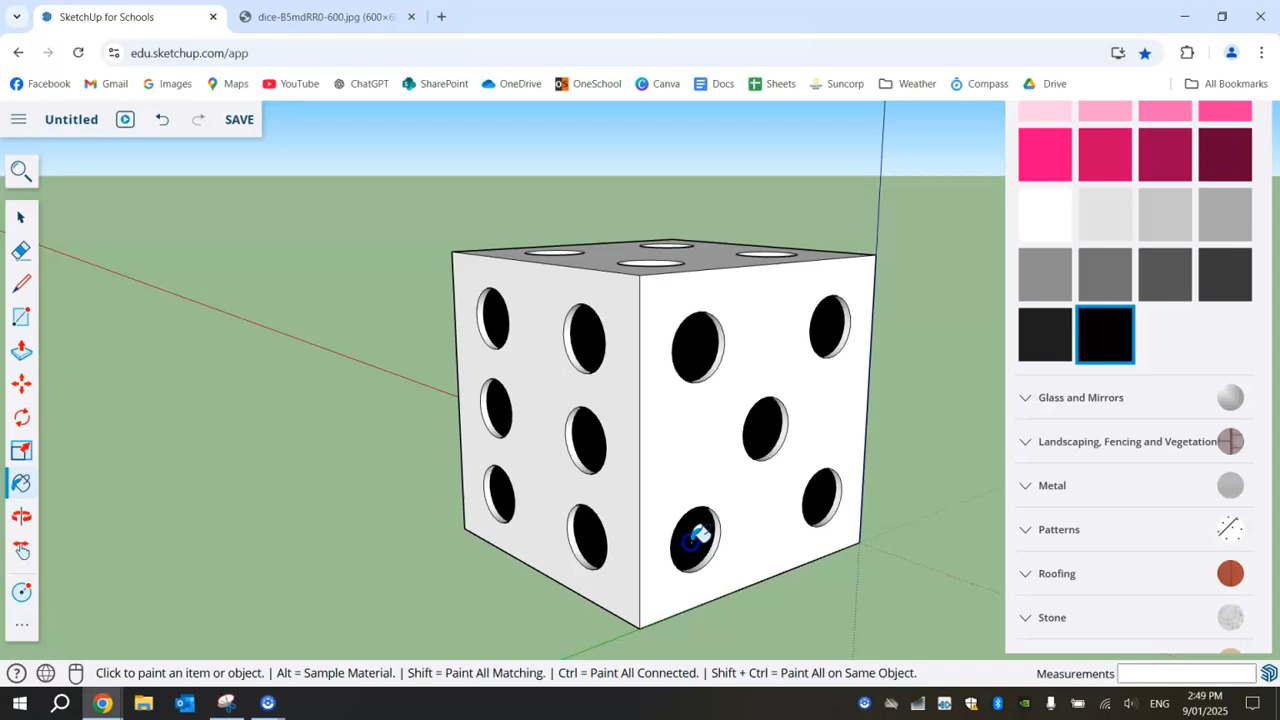 SketchUp for Schools
dice-B5mdRR0-600.jpg (600×6
edu.sketchup.com/app
Facebook
Gmail
Images
Maps
YouTube
ChatGPT
SharePoint
OneDrive
OneSchool
Canva
Docs
Sheets
Suncorp
Weather
Compass
Drive
All Bookmarks
Untitled
SAVE
Glass and Mirrors
Landscaping, Fencing and Vegetation
Metal
Patterns
Roofing
Stone
Click to paint an item or object. | Alt = Sample Material. | Shift = Paint All Matching. | Ctrl = Paint All Connected. | Shift + Ctrl = Paint All on Same Object.
Measurements
ENG
2:49 PM
9/01/2025